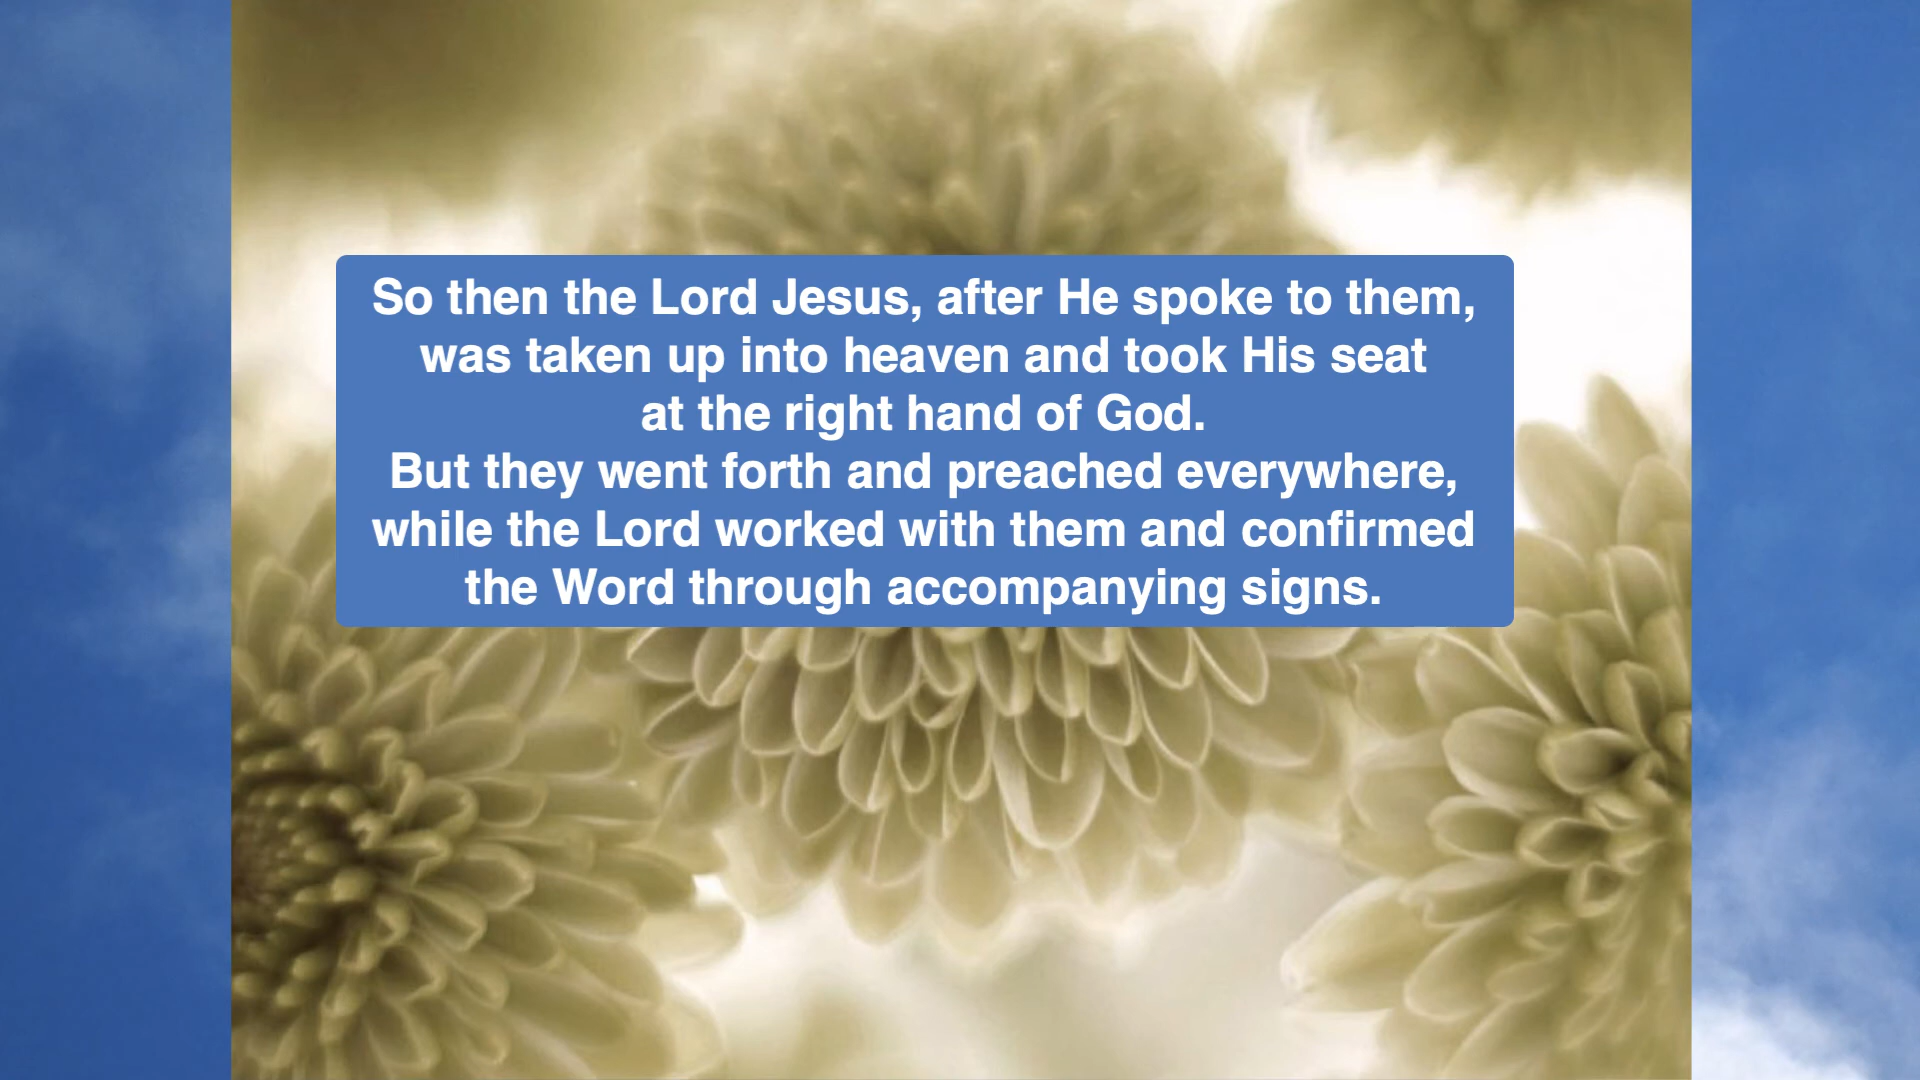 So then the Lord Jesus, after He spoke to them,
was taken up into heaven and took His seat
at the right hand of God.
But they went forth and preached everywhere,
while the Lord worked with them and confirmed
the Word through accompanying signs.